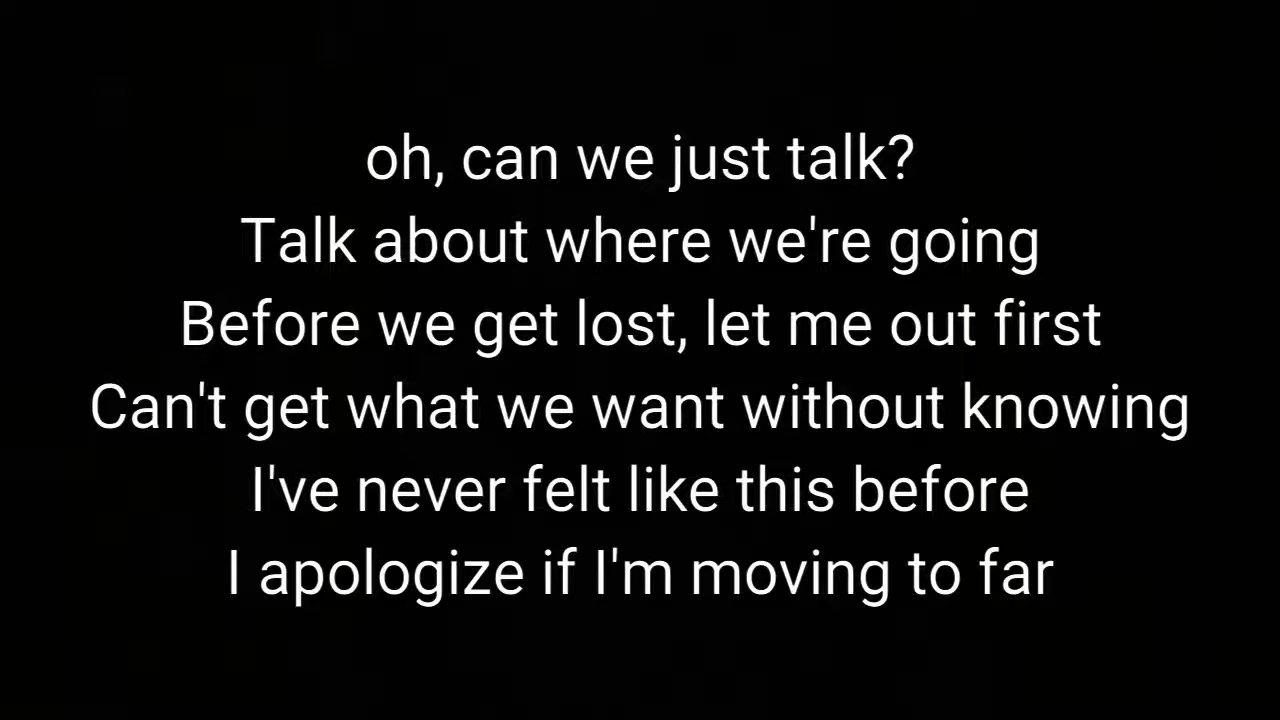 oh, can we just talk?
Talk about where we're going
Before we get lost, let me out first
Can't get what we want without knowing
I've never felt like this before
I apologize if I'm moving to far